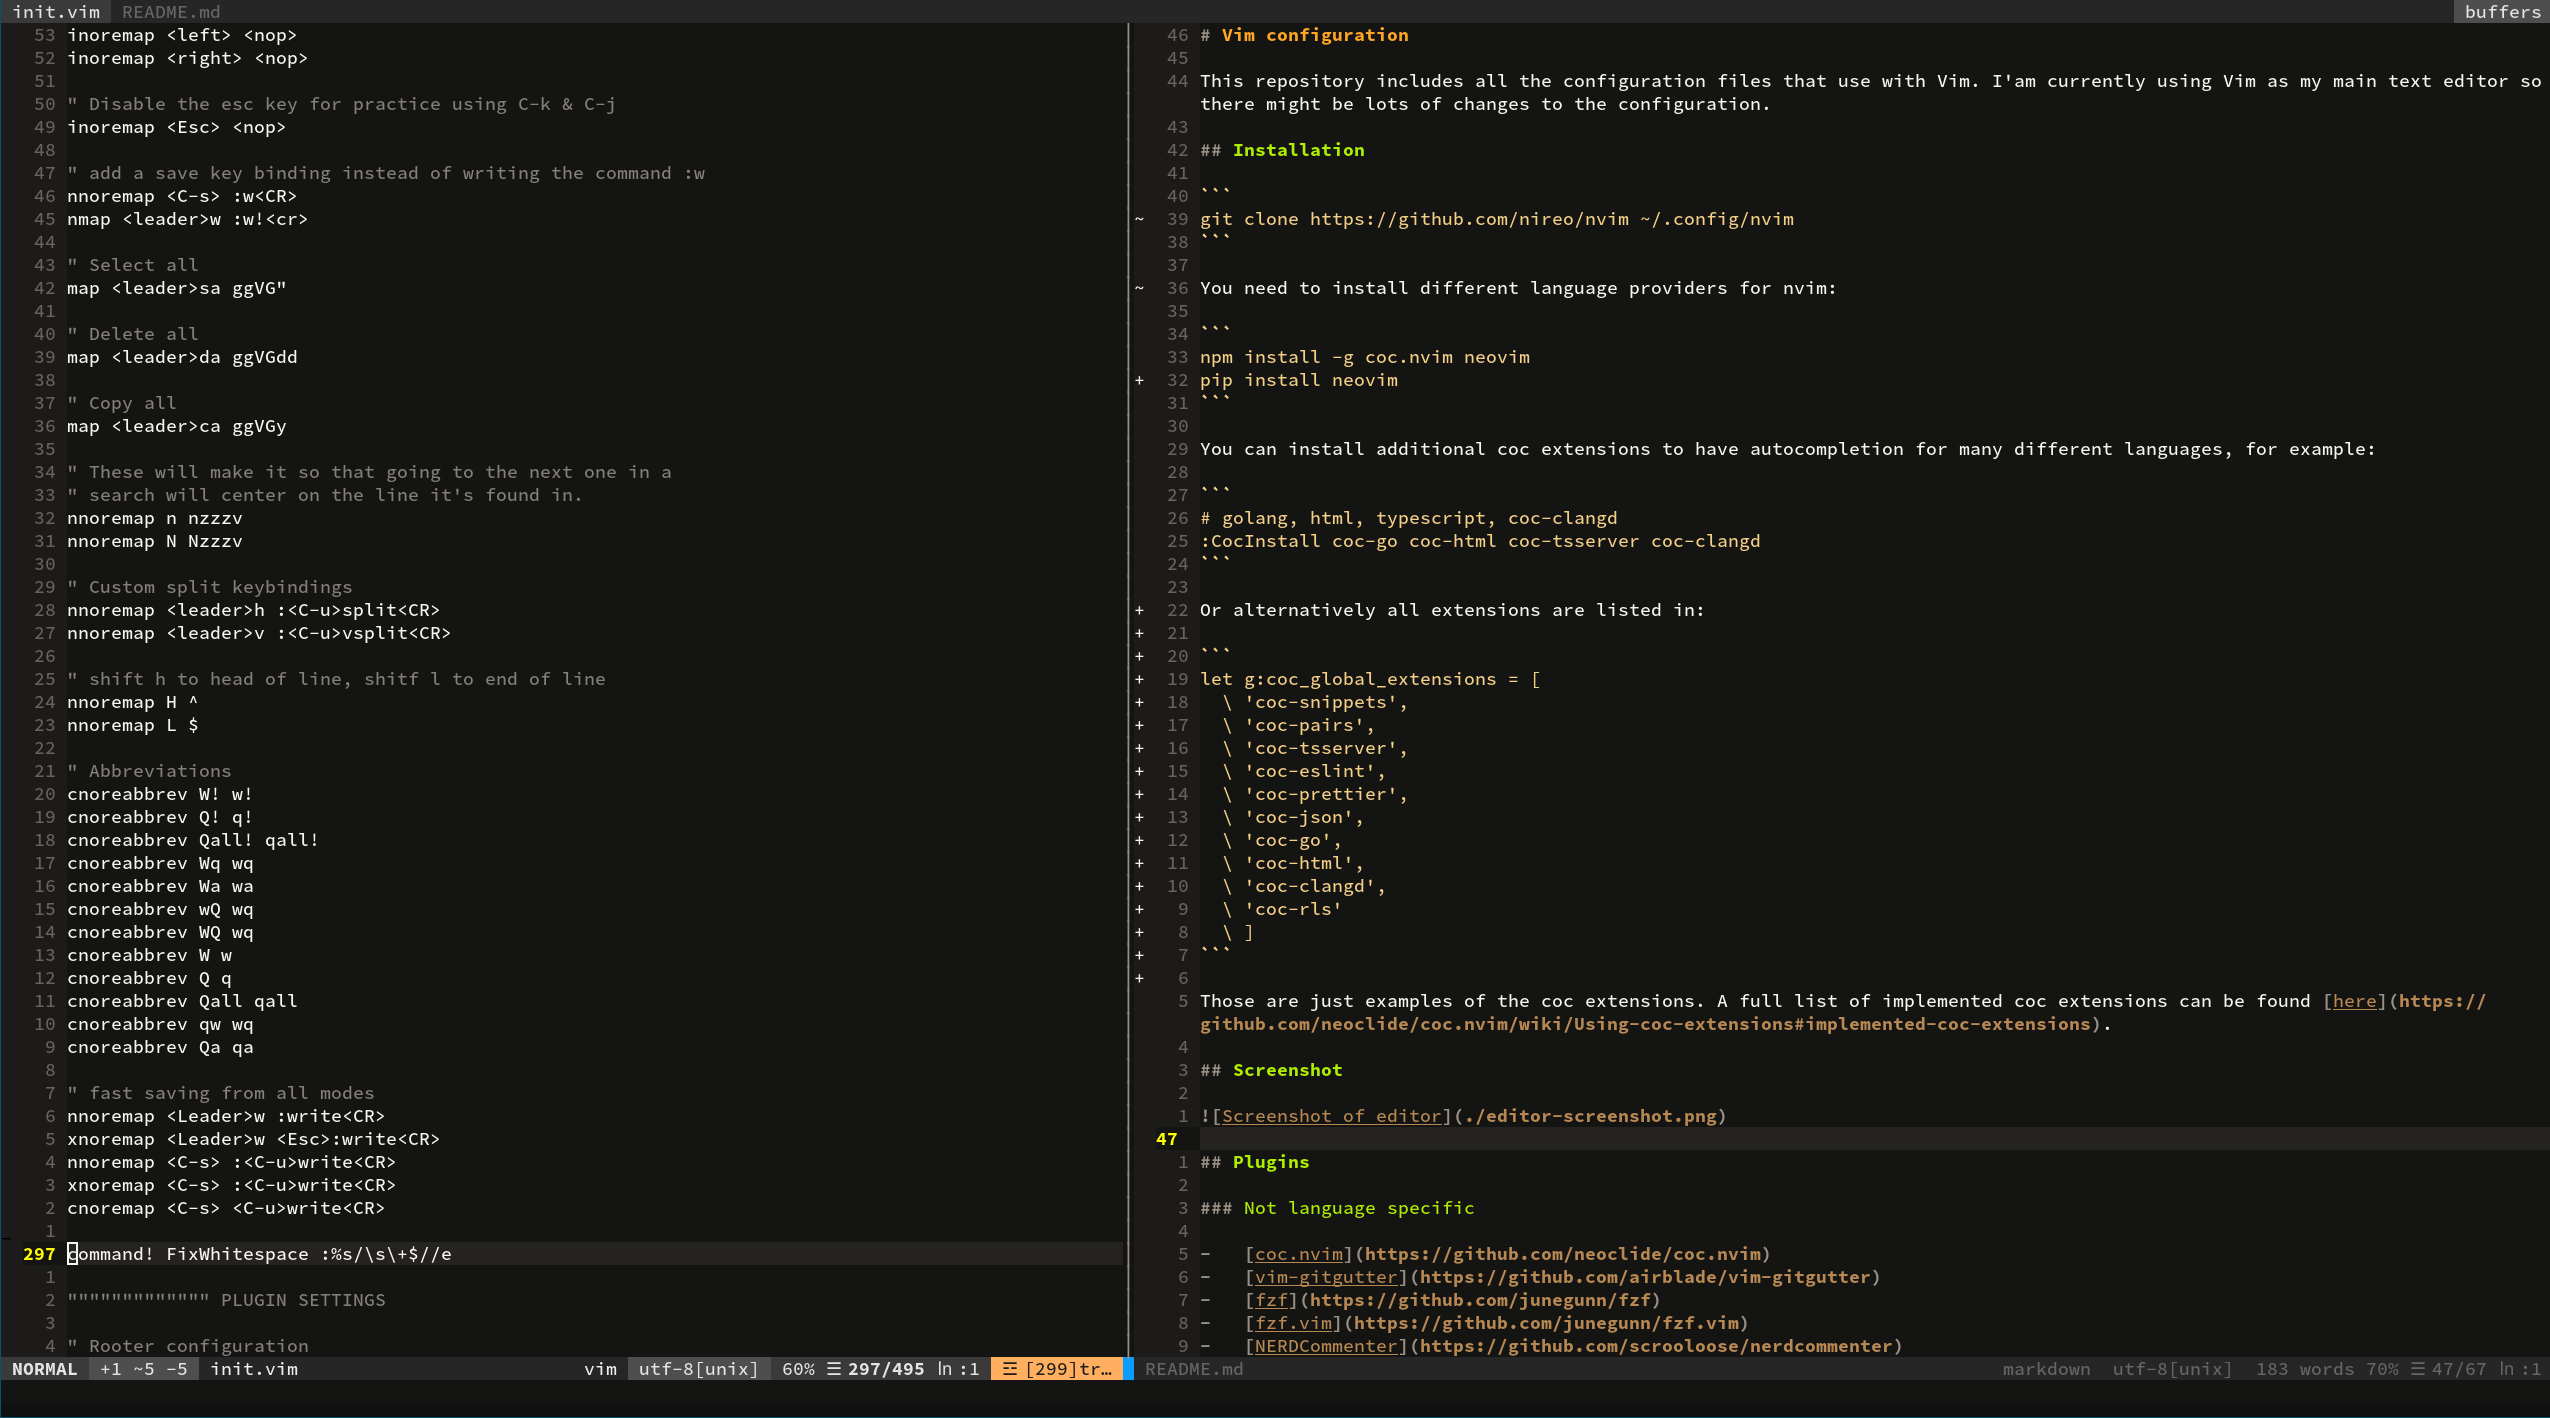 init.vim README.md buffers
53 inoremap <left> <nop>
52 inoremap <right> <nop>
51
50 " Disable the esc key for practice using C-k & C-j
49 inoremap <Esc> <nop>
48
47 " add a save key binding instead of writing the command :w
46 nnoremap <C-s> :w<CR>
45 nmap <leader>w :w!<cr>
44
43 " Select all
42 map <leader>sa ggVG"
41
40 " Delete all
39 map <leader>da ggVGdd
38
37 " Copy all
36 map <leader>ca ggVGy
35
34 " These will make it so that going to the next one in a
33 " search will center on the line it's found in.
32 nnoremap n nzzzv
31 nnoremap N Nzzzv
30
29 " Custom split keybindings
28 nnoremap <leader>h :<C-u>split<CR>
27 nnoremap <leader>v :<C-u>vsplit<CR>
26
25 " shift h to head of line, shitf l to end of line
24 nnoremap H ^
23 nnoremap L $
22
21 " Abbreviations
20 cnoreabbrev W! w!
19 cnoreabbrev Q! q!
18 cnoreabbrev Qall! qall!
17 cnoreabbrev Wq wq
16 cnoreabbrev Wa wa
15 cnoreabbrev wQ wq
14 cnoreabbrev WQ wq
13 cnoreabbrev W w
12 cnoreabbrev Q q
11 cnoreabbrev Qall qall
10 cnoreabbrev qw wq
9 cnoreabbrev Qa qa
8
7 " fast saving from all modes
6 nnoremap <Leader>w :write<CR>
5 xnoremap <Leader>w <Esc>:write<CR>
4 nnoremap <C-s> :<C-u>write<CR>
3 xnoremap <C-s> :<C-u>write<CR>
2 cnoremap <C-s> <C-u>write<CR>
1
297 command! FixWhitespace :%s/\s\+$//e
1
2 """"""""""""" PLUGIN SETTINGS
3
4 " Rooter configuration
NORMAL +1 ~5 -5 init.vim vim utf-8[unix] 60% ☰ 297/495 ln :1 ☲ [299]tr…
46 # Vim configuration
45
44 This repository includes all the configuration files that use with Vim. I'am currently using Vim as my main text editor so
there might be lots of changes to the configuration.
43
42 ## Installation
41
40 ```
~ 39 git clone https://github.com/nireo/nvim ~/.config/nvim
38 ```
37
~ 36 You need to install different language providers for nvim:
35
34 ```
33 npm install -g coc.nvim neovim
+ 32 pip install neovim
31 ```
30
29 You can install additional coc extensions to have autocompletion for many different languages, for example:
28
27 ```
26 # golang, html, typescript, coc-clangd
25 :CocInstall coc-go coc-html coc-tsserver coc-clangd
24 ```
23
+ 22 Or alternatively all extensions are listed in:
+ 21
+ 20 ```
+ 19 let g:coc_global_extensions = [
+ 18 \ 'coc-snippets',
+ 17 \ 'coc-pairs',
+ 16 \ 'coc-tsserver',
+ 15 \ 'coc-eslint',
+ 14 \ 'coc-prettier',
+ 13 \ 'coc-json',
+ 12 \ 'coc-go',
+ 11 \ 'coc-html',
+ 10 \ 'coc-clangd',
+ 9 \ 'coc-rls'
+ 8 \ ]
+ 7 ```
+ 6
5 Those are just examples of the coc extensions. A full list of implemented coc extensions can be found [here](https://
github.com/neoclide/coc.nvim/wiki/Using-coc-extensions#implemented-coc-extensions).
4
3 ## Screenshot
2
1 ![Screenshot of editor](./editor-screenshot.png)
47
1 ## Plugins
2
3 ### Not language specific
4
5 - [coc.nvim](https://github.com/neoclide/coc.nvim)
6 - [vim-gitgutter](https://github.com/airblade/vim-gitgutter)
7 - [fzf](https://github.com/junegunn/fzf)
8 - [fzf.vim](https://github.com/junegunn/fzf.vim)
9 - [NERDCommenter](https://github.com/scrooloose/nerdcommenter)
README.md markdown utf-8[unix] 183 words 70% ☰ 47/67 ln :1